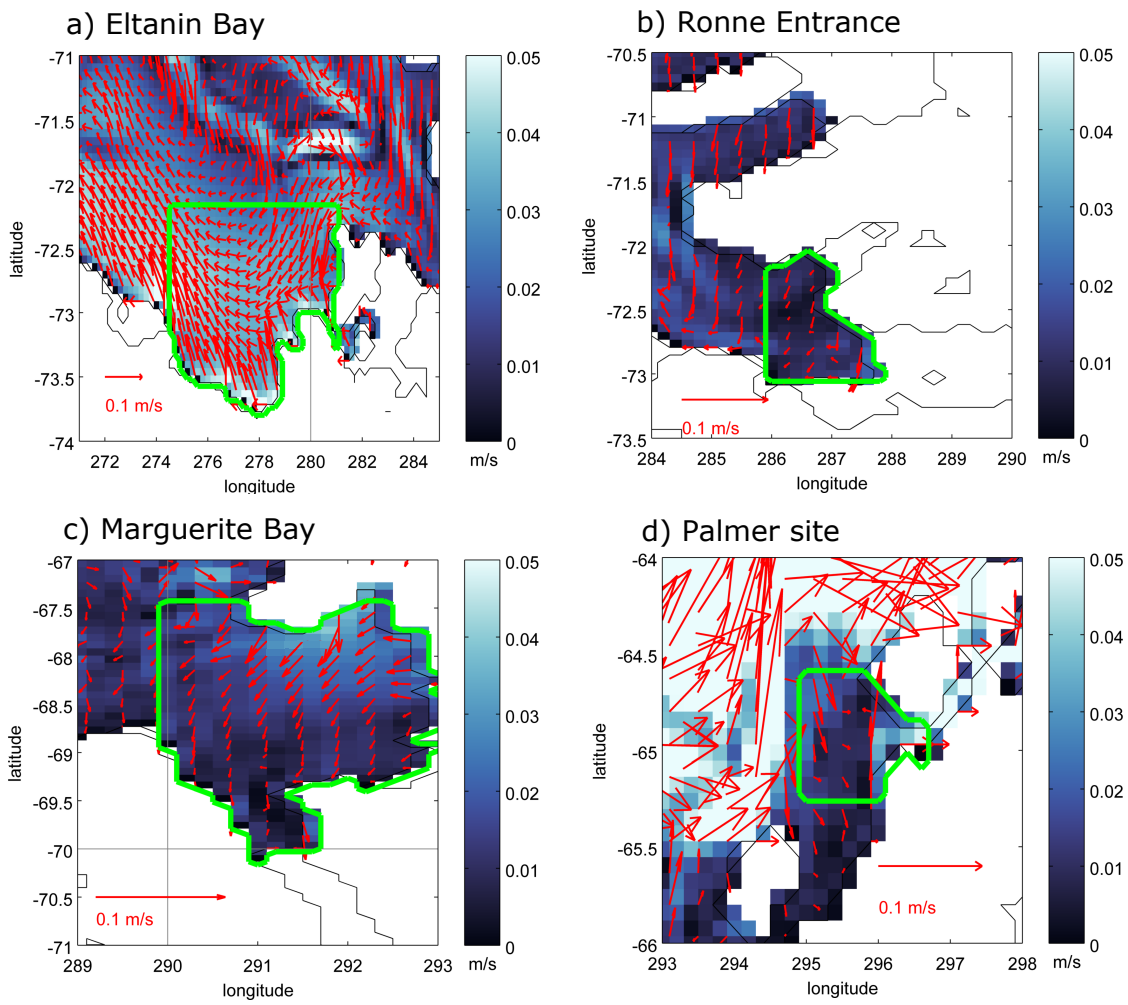 a) Eltanin Bay
-71
-71.5
-72
-72.5
-73
-73.5
-74
latitude
272 274 276 278 280 281 284
longitude
0.1 m/s
0.05
0.04
0.03
0.02
0.01
0
m/s
b) Ronne Entrance
-70.5
-71
-71.5
-72
-72.5
-73
-73.5
latitude
284 285 286 287 288 289 290
longitude
0.1 m/s
0.05
0.04
0.03
0.02
0.01
0
m/s
c) Marguerite Bay
-67
-67.5
-68
-68.5
-69
-69.5
-70
-70.5
-71
latitude
289 290 291 292 293
longitude
0.1 m/s
0.05
0.04
0.03
0.02
0.01
0
m/s
d) Palmer site
-64
-64.5
-65
-65.5
-66
latitude
293 294 295 296 297 298
longitude
0.1 m/s
0.05
0.04
0.03
0.02
0.01
0
m/s